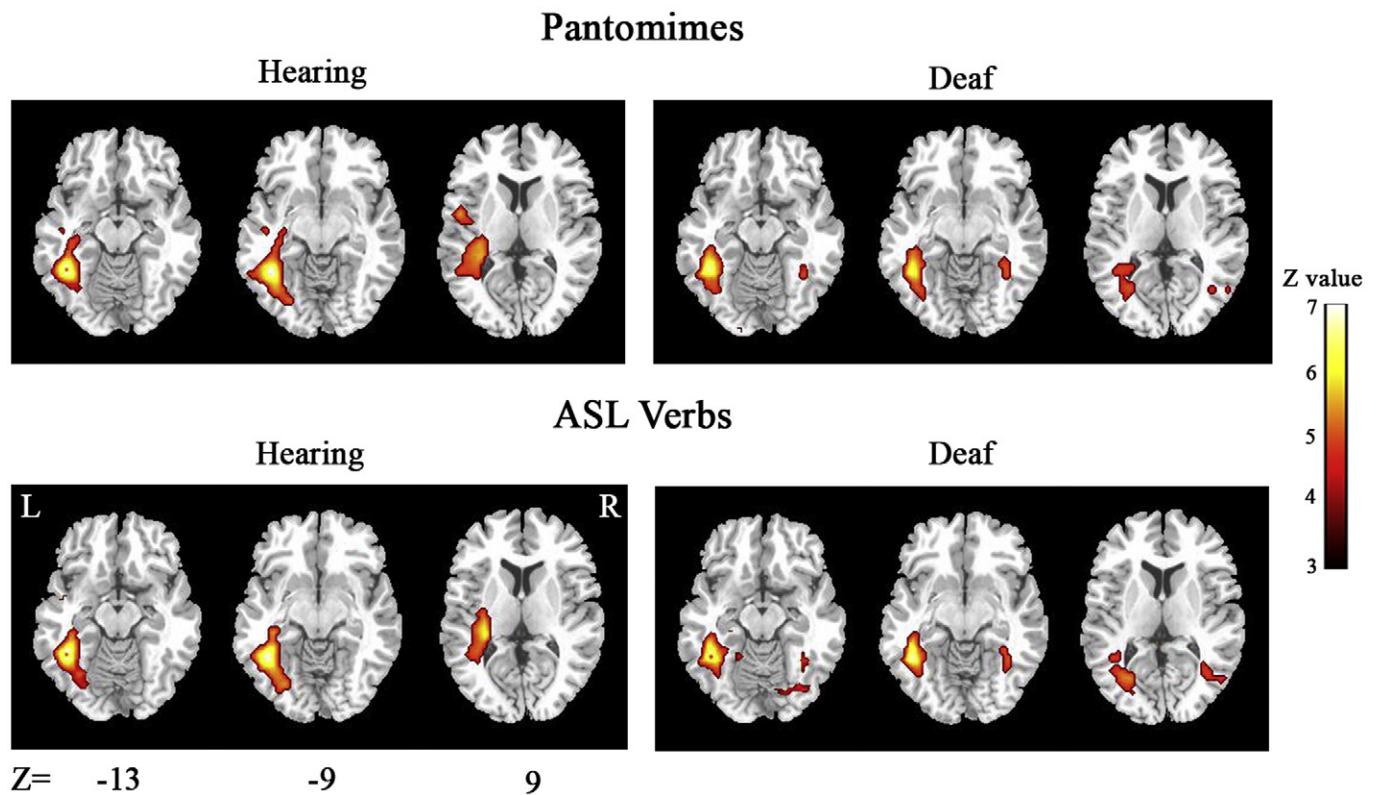 Pantomimes
Hearing
Deaf
Z value
7
6
5
4
3
ASL Verbs
Hearing
Deaf
L
R
Z= -13 -9 9